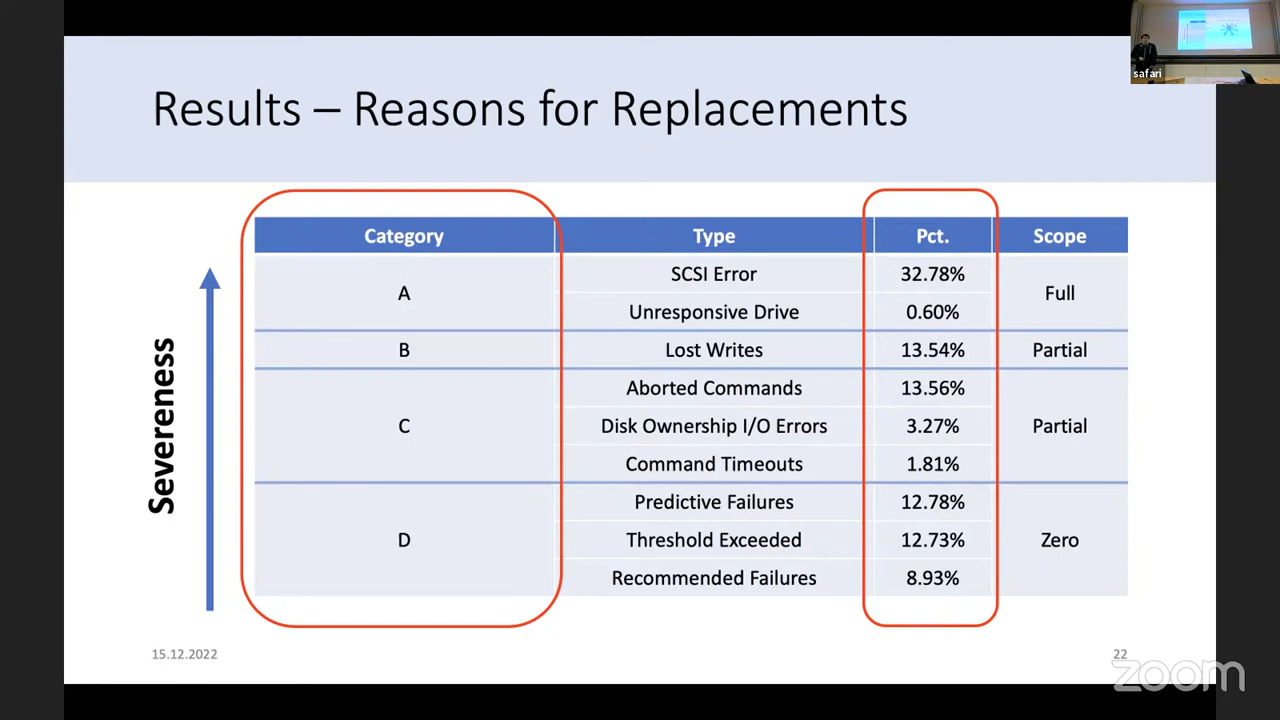 safari
Results – Reasons for Replacements
Category Type Pct. Scope
A SCSI Error 32.78% Full
Unresponsive Drive 0.60%
B Lost Writes 13.54% Partial
C Aborted Commands 13.56% Partial
Disk Ownership I/O Errors 3.27%
Command Timeouts 1.81%
D Predictive Failures 12.78% Zero
Threshold Exceeded 12.73%
Recommended Failures 8.93%
Severeness
15.12.2022
22
zoom